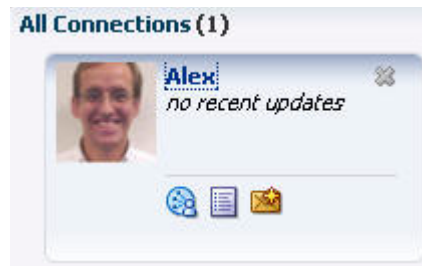 All Connections (1)
Alex
no recent updates